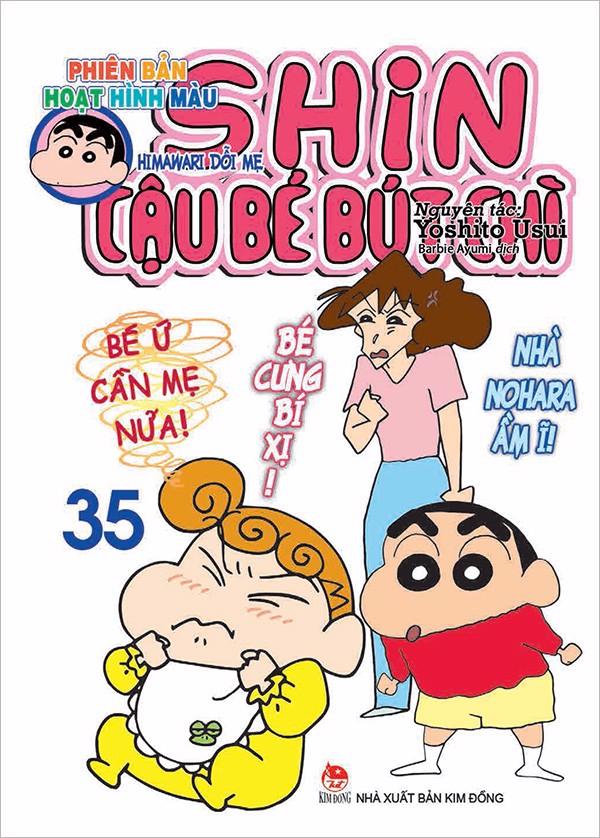 PHIÊN BẢN
HOẠT HÌNH MÀU
SHiN
HIMAWARI DỖI MẸ
CẬU BÉ BÚT CHÌ
Nguyên tác:
Yoshito Usui
Barbie Ayumi dịch
BÉ Ứ
CẦN MẸ
NỮA!
BÉ
CƯNG
BÍ
XỊ!
NHÀ
NOHARA
ẦM Ĩ!
35
KIM ĐỒNG
NHÀ XUẤT BẢN KIM ĐỒNG